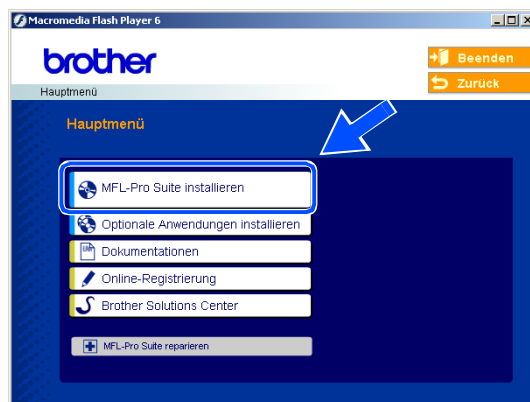 Macromedia Flash Player 6
brother
Beenden
Zurück
Hauptmenü
Hauptmenü
MFL-Pro Suite installieren
Optionale Anwendungen installieren
Dokumentationen
Online-Registrierung
Brother Solutions Center
MFL-Pro Suite reparieren